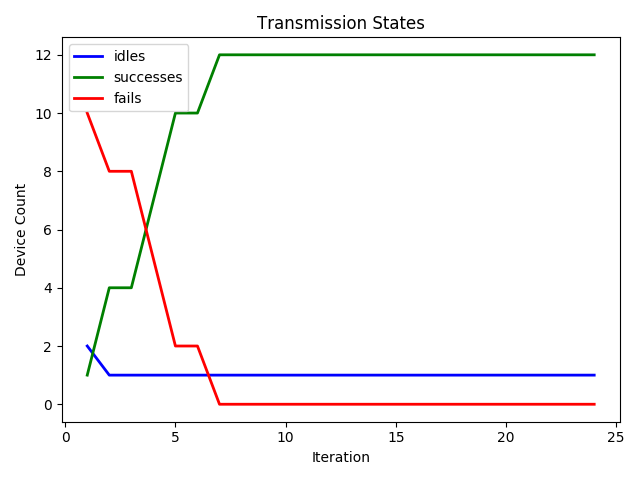 Transmission States
idles
successes
fails
Device Count
12
10
8
6
4
2
0
0 5 10 15 20 25
Iteration